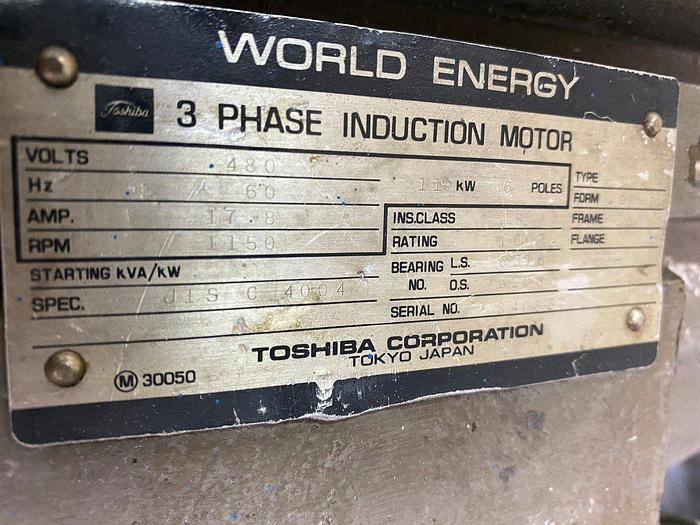 WORLD ENERGY
Toshiba 3 PHASE INDUCTION MOTOR
VOLTS 480
Hz 60 11 kW 6 POLES TYPE
FORM
AMP. 17.8 INS.CLASS FRAME
RPM 1150 RATING CONT. FLANGE
STARTING kVA/kW BEARING L.S.
SPEC. JIS C 4004 NO. O.S.
SERIAL NO.
TOSHIBA CORPORATION
TOKYO JAPAN
M 30050